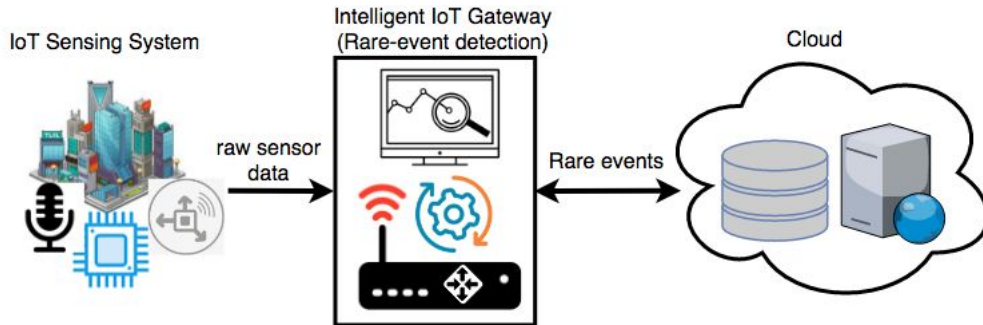 IoT Sensing System
Intelligent IoT Gateway
(Rare-event detection)
Cloud
raw sensor
data
Rare events